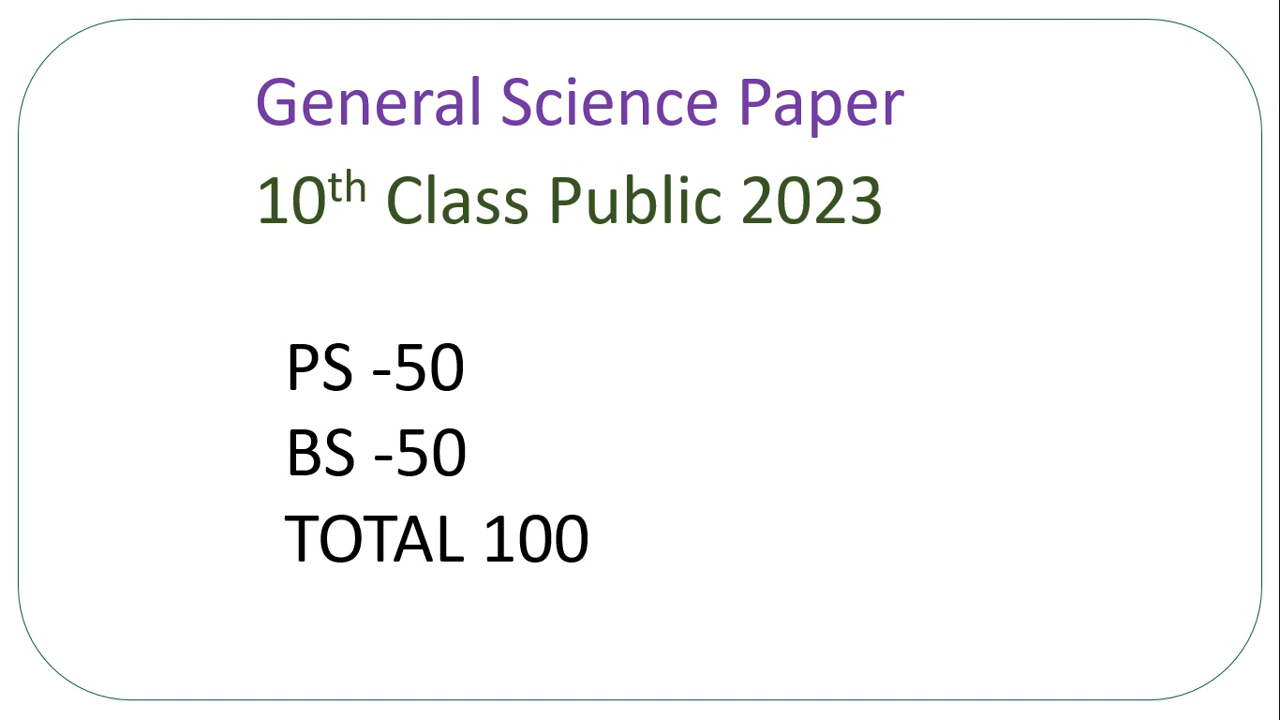 General Science Paper
10th Class Public 2023
PS -50
BS -50
TOTAL 100